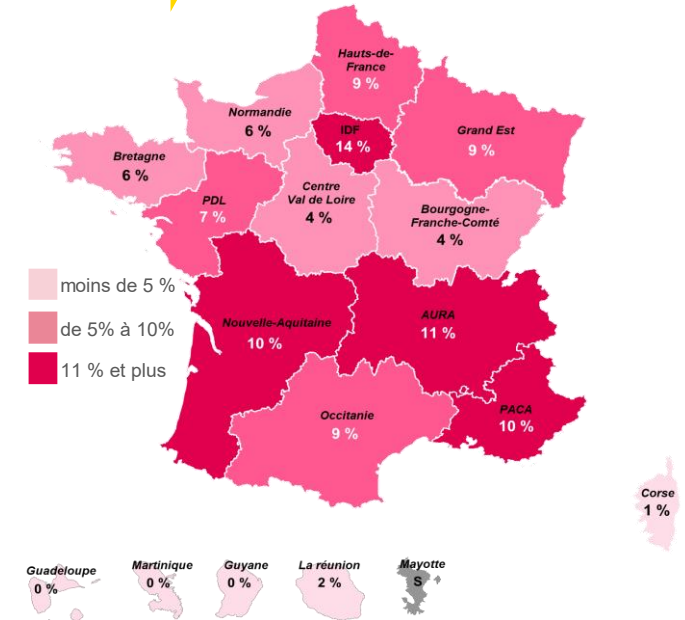 Hauts-de-
France
9 %
Normandie
6 %
IDF
14 %
Grand Est
9 %
Bretagne
6 %
PDL
7 %
Centre
Val de Loire
4 %
Bourgogne-
Franche-Comté
4 %
moins de 5 %
de 5% à 10%
11 % et plus
Nouvelle-Aquitaine
10 %
AURA
11 %
Occitanie
9 %
PACA
10 %
Corse
1 %
Guadeloupe
0 %
Martinique
0 %
Guyane
0 %
La réunion
2 %
Mayotte
S